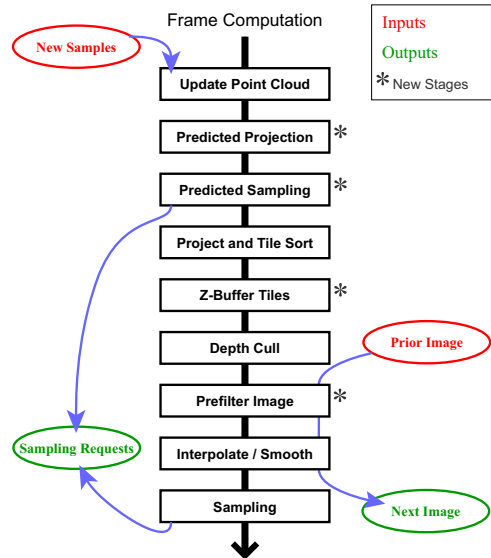 Frame Computation
Inputs
New Samples
Outputs
* New Stages
Update Point Cloud
Predicted Projection *
Predicted Sampling *
Project and Tile Sort
Z-Buffer Tiles *
Depth Cull
Prior Image
Prefilter Image *
Sampling Requests
Interpolate / Smooth
Sampling
Next Image